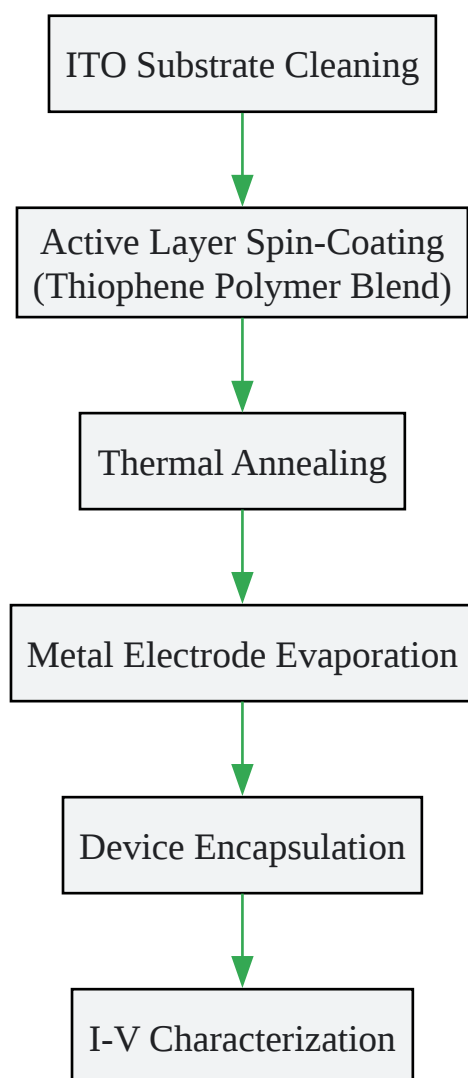 ITO Substrate Cleaning
Active Layer Spin-Coating
(Thiophene Polymer Blend)
Thermal Annealing
Metal Electrode Evaporation
Device Encapsulation
I-V Characterization